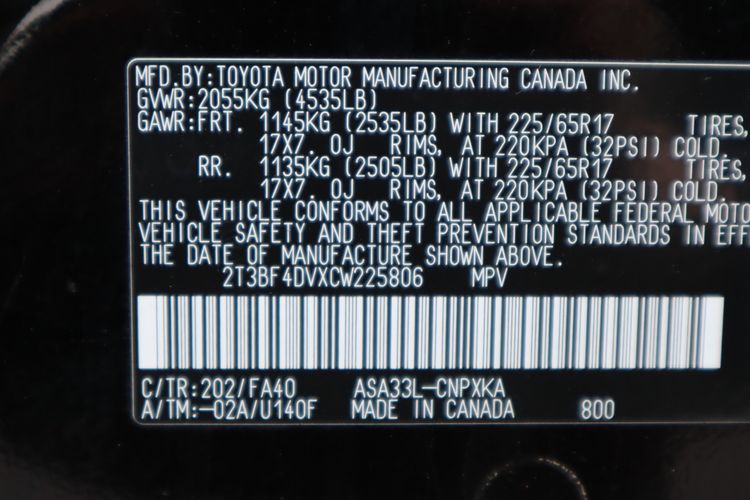 MFD.BY:TOYOTA MOTOR MANUFACTURING CANADA INC.
GVWR:2055KG (4535LB)
GAWR:FRT. 1145KG (2535LB) WITH 225/65R17 TIRES,
17X7. OJ RIMS, AT 220KPA (32PSI) COLD.
RR. 1135KG (2505LB) WITH 225/65R17 TIRES,
17X7. OJ RIMS, AT 220KPA (32PSI) COLD.
THIS VEHICLE CONFORMS TO ALL APPLICABLE FEDERAL MOTO
VEHICLE SAFETY AND THEFT PREVENTION STANDARDS IN EFF
THE DATE OF MANUFACTURE SHOWN ABOVE.
2T3BF4DVXCW225806 MPV
C/TR:202/FA40 ASA33L-CNPXKA
A/TM:-02A/U140F MADE IN CANADA 800